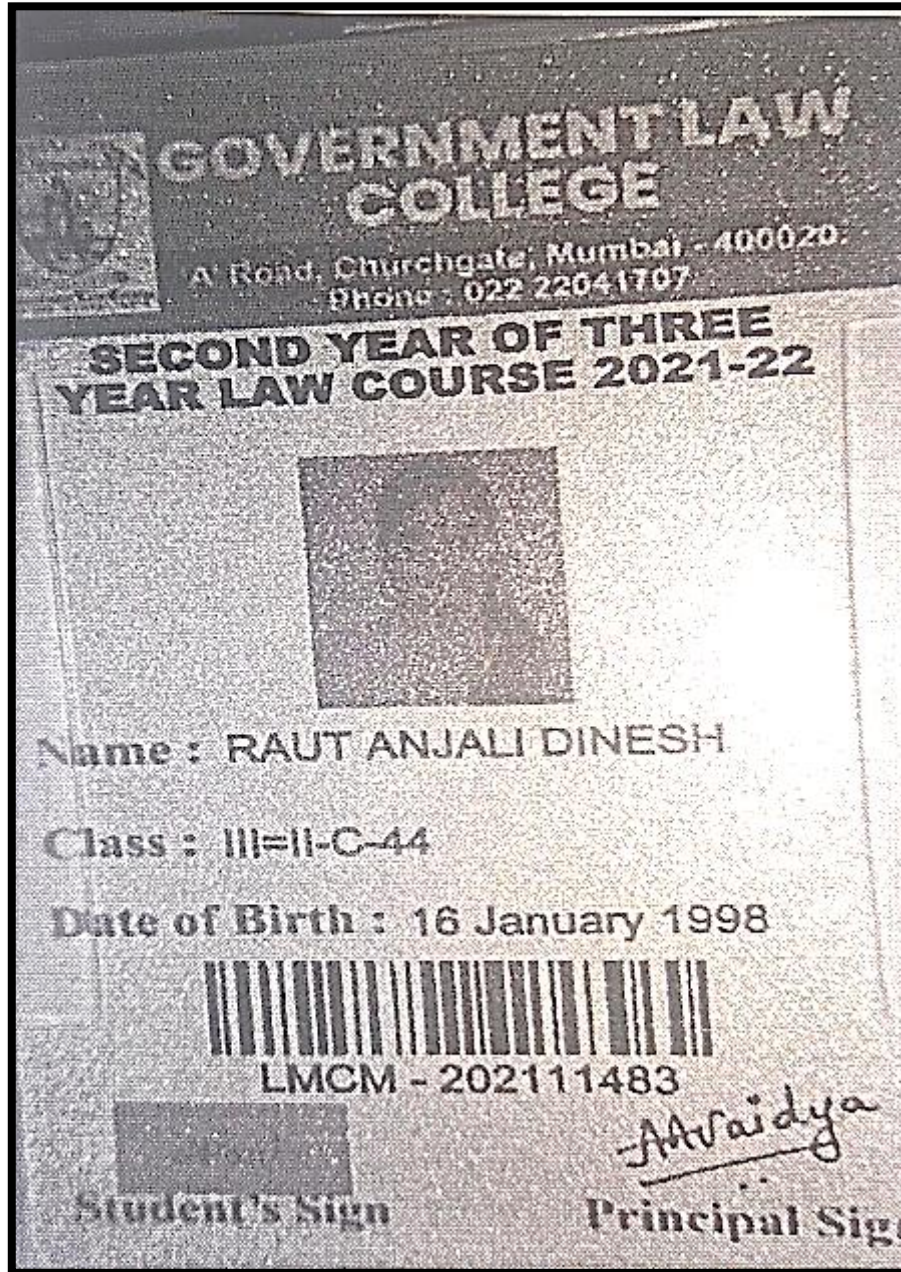 GOVERNMENT LAW
COLLEGE
A' Road, Churchgate, Mumbai - 400020.
Phone : 022 22041707
SECOND YEAR OF THREE
YEAR LAW COURSE 2021-22
Name : RAUT ANJALI DINESH
Class : III=II-C-44
Date of Birth : 16 January 1998
LMCM - 202111483
AAVaidya
Student's Sign
Principal Sig